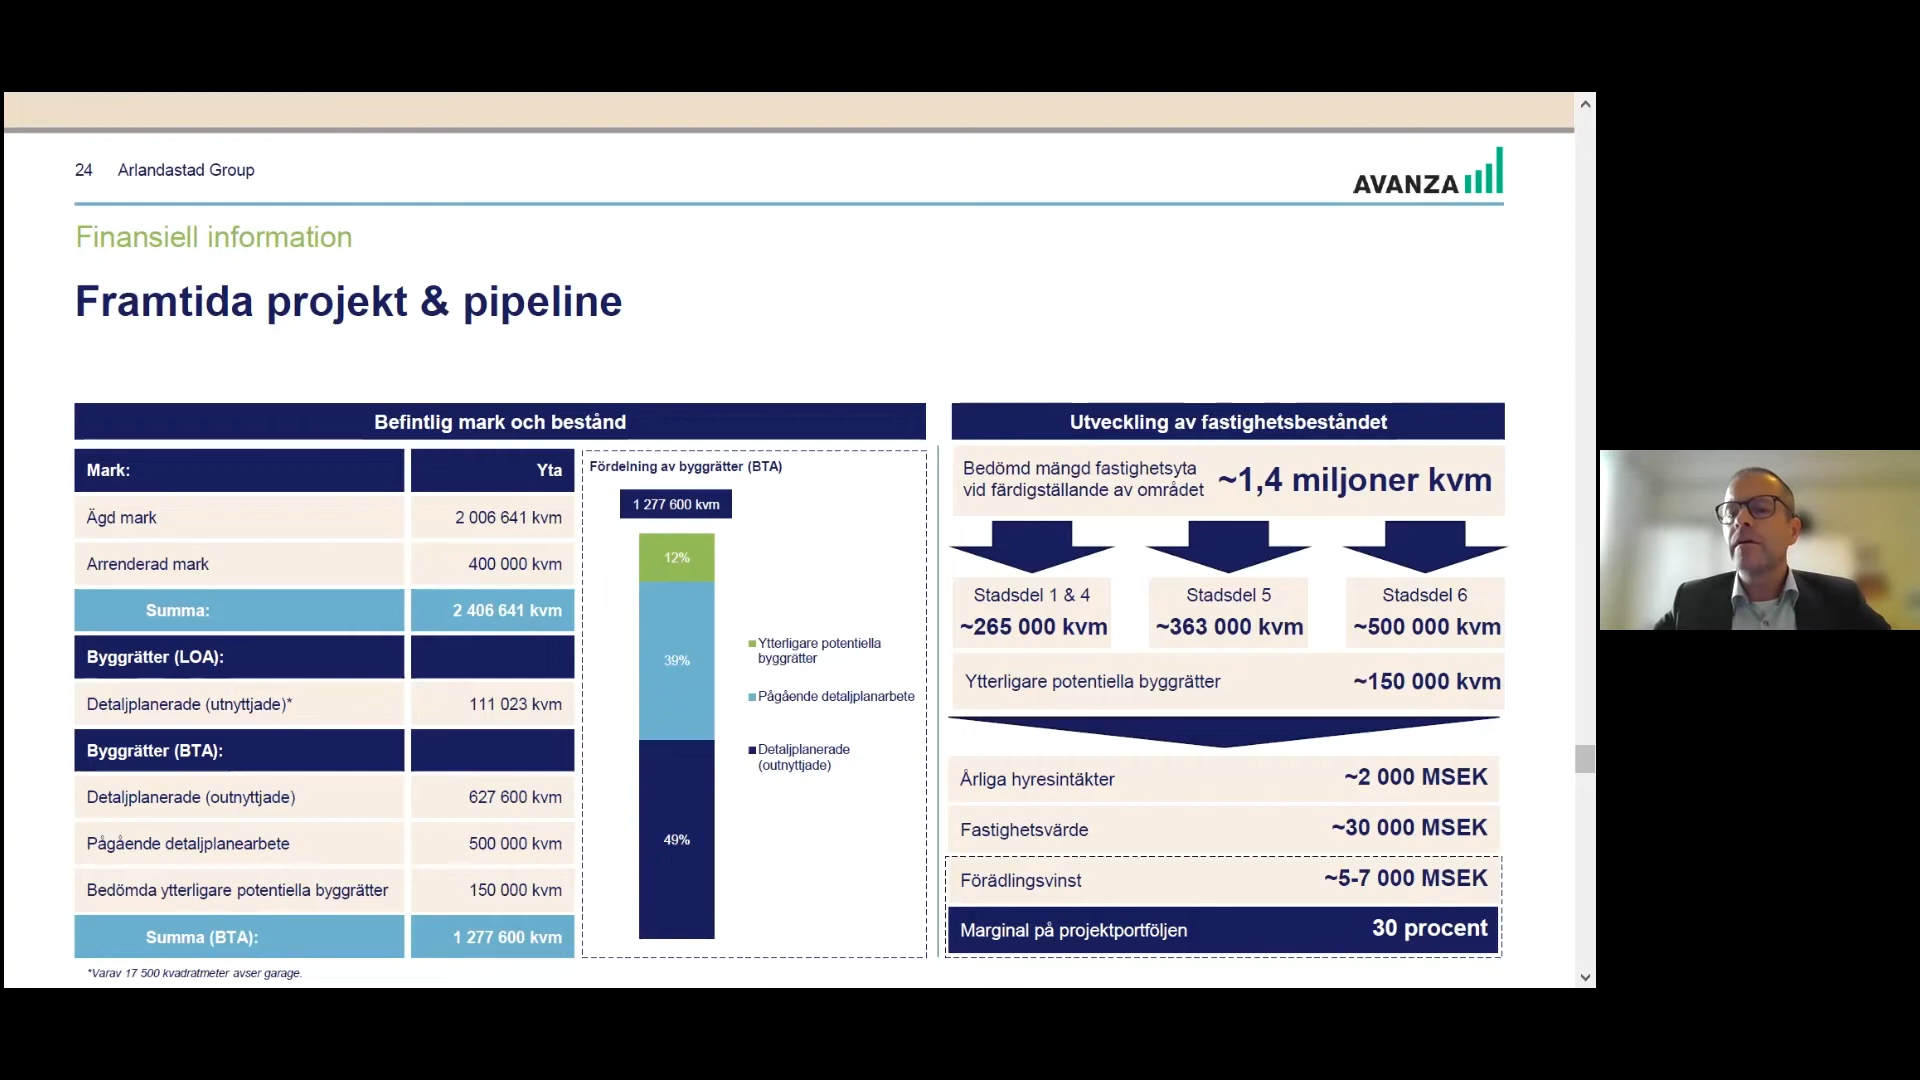 24 Arlandastad Group
AVANZA
Finansiell information
Framtida projekt & pipeline
Befintlig mark och bestånd
Mark: Yta
Ägd mark 2 006 641 kvm
Arrenderad mark 400 000 kvm
Summa: 2 406 641 kvm
Byggrätter (LOA):
Detaljplanerade (utnyttjade)* 111 023 kvm
Byggrätter (BTA):
Detaljplanerade (outnyttjade) 627 600 kvm
Pågående detaljplanearbete 500 000 kvm
Bedömda ytterligare potentiella byggrätter 150 000 kvm
Summa (BTA): 1 277 600 kvm
*Varav 17 500 kvadratmeter avser garage.
Fördelning av byggrätter (BTA)
1 277 600 kvm
12%
39%
49%
Ytterligare potentiella
byggrätter
Pågående detaljplanarbete
Detaljplanerade
(outnyttjade)
Utveckling av fastighetsbeståndet
Bedömd mängd fastighetsyta
vid färdigställande av området
~1,4 miljoner kvm
Stadsdel 1 & 4
~265 000 kvm
Stadsdel 5
~363 000 kvm
Stadsdel 6
~500 000 kvm
Ytterligare potentiella byggrätter ~150 000 kvm
Årliga hyresintäkter ~2 000 MSEK
Fastighetsvärde ~30 000 MSEK
Förädlingsvinst ~5-7 000 MSEK
Marginal på projektportföljen 30 procent